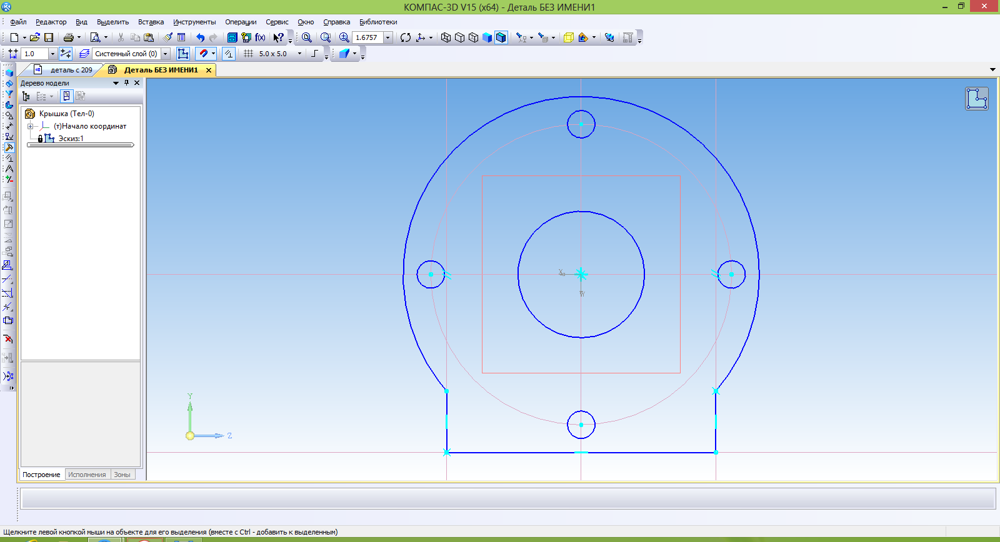 КОМПАС-3D V15 (x64) - Деталь БЕЗ ИМЕНИ1
Файл Редактор Вид Выделить Вставка Инструменты Операции Сервис Окно Справка Библиотеки
f(x) 1.6757
1.0 Системный слой (0) 5.0 x 5.0
деталь с 209 Деталь БЕЗ ИМЕНИ1
Дерево модели
Крышка (Тел-0)
(т)Начало координат
Эскиз:1
Y
Z
Построение Исполнения Зоны
Щелкните левой кнопкой мыши на объекте для его выделения (вместе с Ctrl - добавить к выделенным)